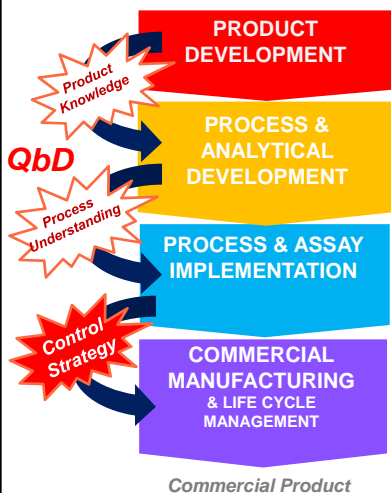 PRODUCT
DEVELOPMENT
Product
Knowledge
PROCESS &
ANALYTICAL
DEVELOPMENT
QbD
Process
Understanding
PROCESS & ASSAY
IMPLEMENTATION
Control
Strategy
COMMERCIAL
MANUFACTURING
& LIFE CYCLE
MANAGEMENT
Commercial Product